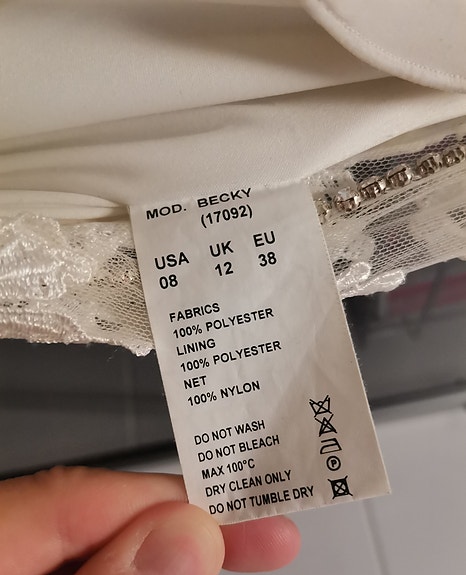 MOD. BECKY
(17092)
USA UK EU
08 12 38
FABRICS
100% POLYESTER
LINING
100% POLYESTER
NET
100% NYLON
DO NOT WASH
DO NOT BLEACH
MAX 100°C
DRY CLEAN ONLY
DO NOT TUMBLE DRY